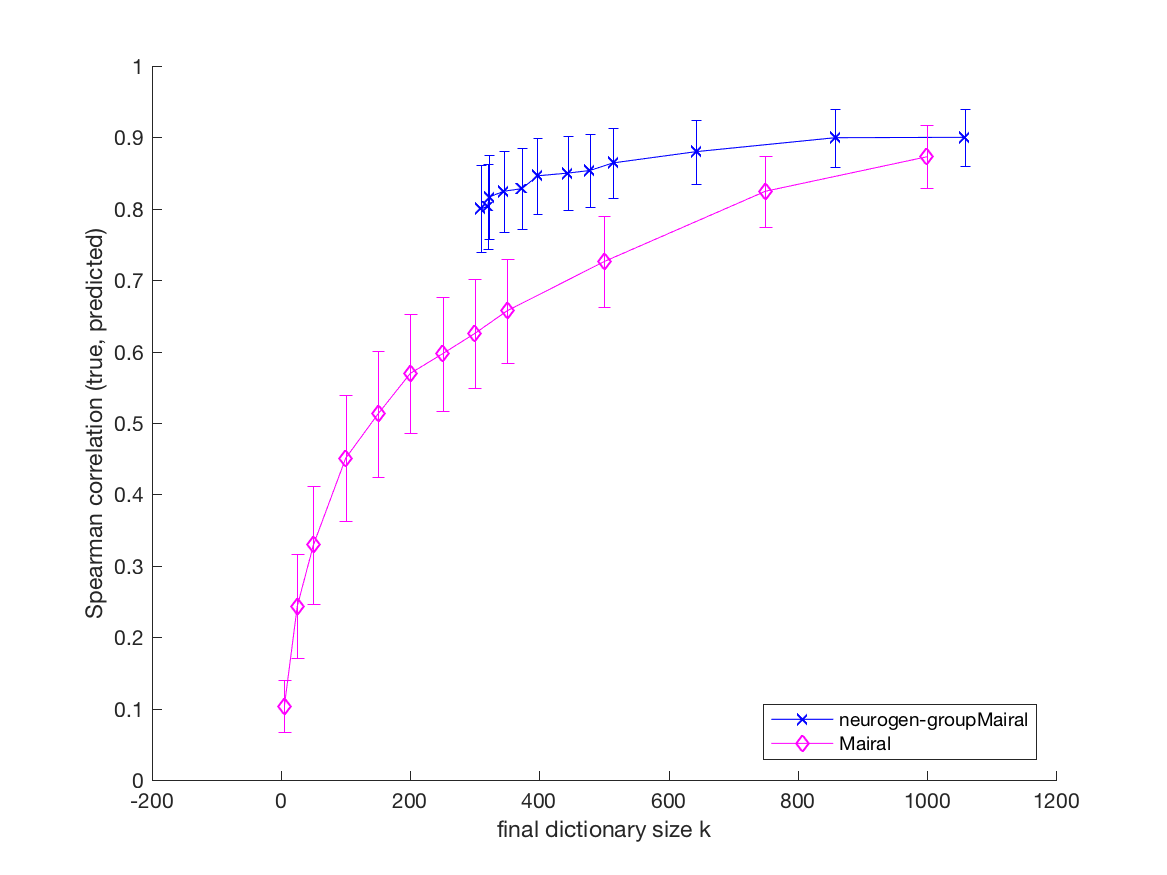 1
0.9
0.8
0.7
0.6
0.5
0.4
0.3
0.2
0.1
0
Spearman correlation (true, predicted)
-200 0 200 400 600 800 1000 1200
final dictionary size k
neurogen-groupMairal
Mairal